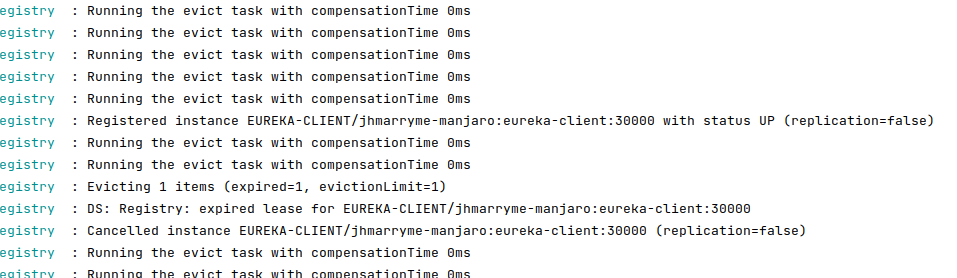 egistry : Running the evict task with compensationTime 0ms
egistry : Running the evict task with compensationTime 0ms
egistry : Running the evict task with compensationTime 0ms
egistry : Running the evict task with compensationTime 0ms
egistry : Running the evict task with compensationTime 0ms
egistry : Registered instance EUREKA-CLIENT/jhmarryme-manjaro:eureka-client:30000 with status UP (replication=false)
egistry : Running the evict task with compensationTime 0ms
egistry : Running the evict task with compensationTime 0ms
egistry : Evicting 1 items (expired=1, evictionLimit=1)
egistry : DS: Registry: expired lease for EUREKA-CLIENT/jhmarryme-manjaro:eureka-client:30000
egistry : Cancelled instance EUREKA-CLIENT/jhmarryme-manjaro:eureka-client:30000 (replication=false)
egistry : Running the evict task with compensationTime 0ms
egistry : Running the evict task with compensationTime 0ms